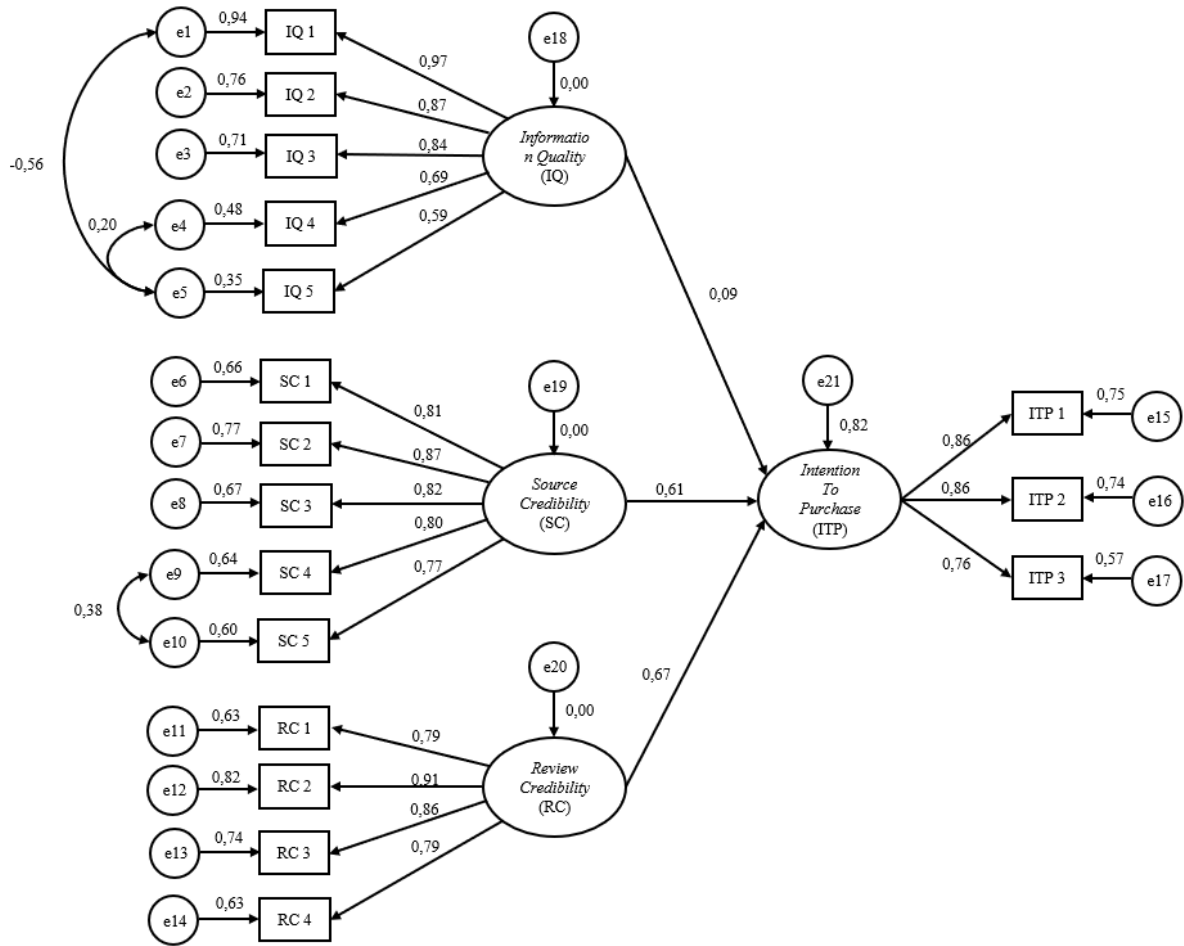 e1 0,94 IQ 1
e2 0,76 IQ 2
e3 0,71 IQ 3
e4 0,48 IQ 4
e5 0,35 IQ 5
-0,56
0,20
0,97
0,87
0,84
0,69
0,59
e18
0,00
Informatio
n Quality
(IQ)
0,09
e6 0,66 SC 1
e7 0,77 SC 2
e8 0,67 SC 3
e9 0,64 SC 4
e10 0,60 SC 5
0,38
0,81
0,87
0,82
0,80
0,77
e19
0,00
Source
Credibility
(SC)
0,61
e11 0,63 RC 1
e12 0,82 RC 2
e13 0,74 RC 3
e14 0,63 RC 4
0,79
0,91
0,86
0,79
e20
0,00
Review
Credibility
(RC)
0,67
e21
0,82
Intention
To
Purchase
(ITP)
0,86
0,86
0,76
ITP 1 0,75 e15
ITP 2 0,74 e16
ITP 3 0,57 e17